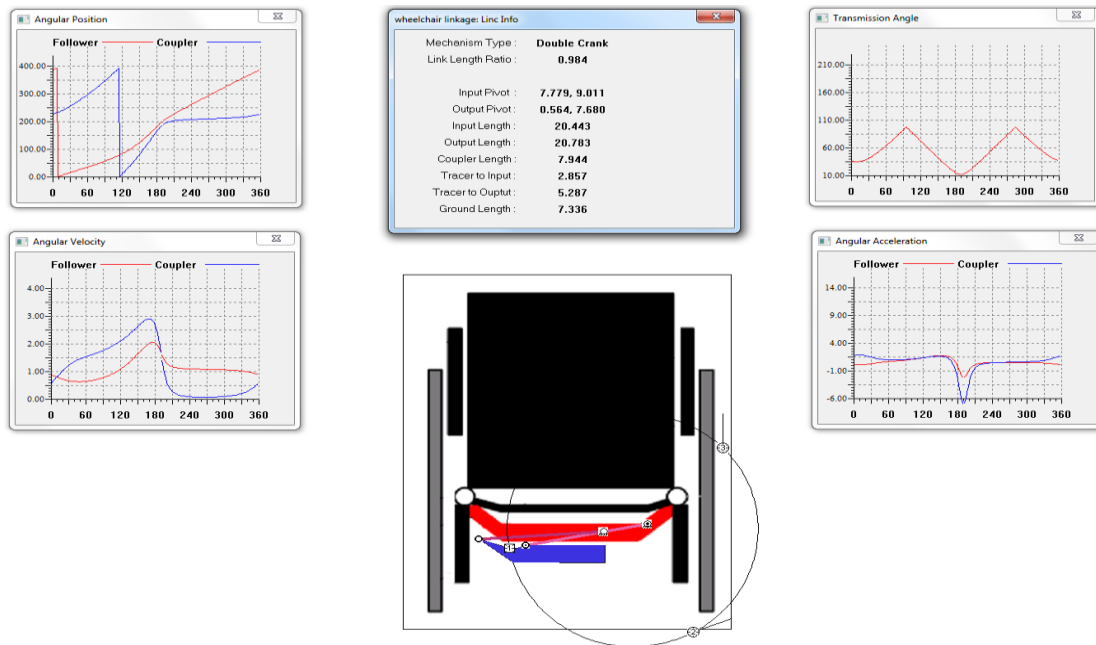 Angular Position
Follower Coupler
400.00
300.00
200.00
100.00
0.00
0 60 120 180 240 300 360
wheelchair linkage: Linc Info
Mechanism Type : Double Crank
Link Length Ratio : 0.984
Input Pivot : 7.779, 9.011
Output Pivot : 0.564, 7.680
Input Length : 20.443
Output Length : 20.783
Coupler Length : 7.944
Tracer to Input : 2.857
Tracer to Ouptut : 5.287
Ground Length : 7.336
Transmission Angle
210.00
160.00
110.00
60.00
10.00
0 60 120 180 240 300 360
Angular Velocity
Follower Coupler
4.00
3.00
2.00
1.00
0.00
0 60 120 180 240 300 360
Angular Acceleration
Follower Coupler
14.00
9.00
4.00
-1.00
-6.00
0 60 120 180 240 300 360
3
1
2